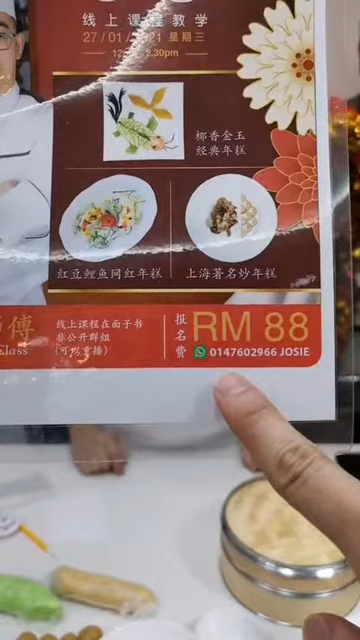 线上课程教学
27/01/2021 星期三
2.30pm
椰香金玉
经典年糕
红豆鲤鱼网红年糕
上海著名炒年糕
师傅
Class
线上课程在面子书
非公开群组
(可以重播)
报名费
RM 88
0147602966 JOSIE